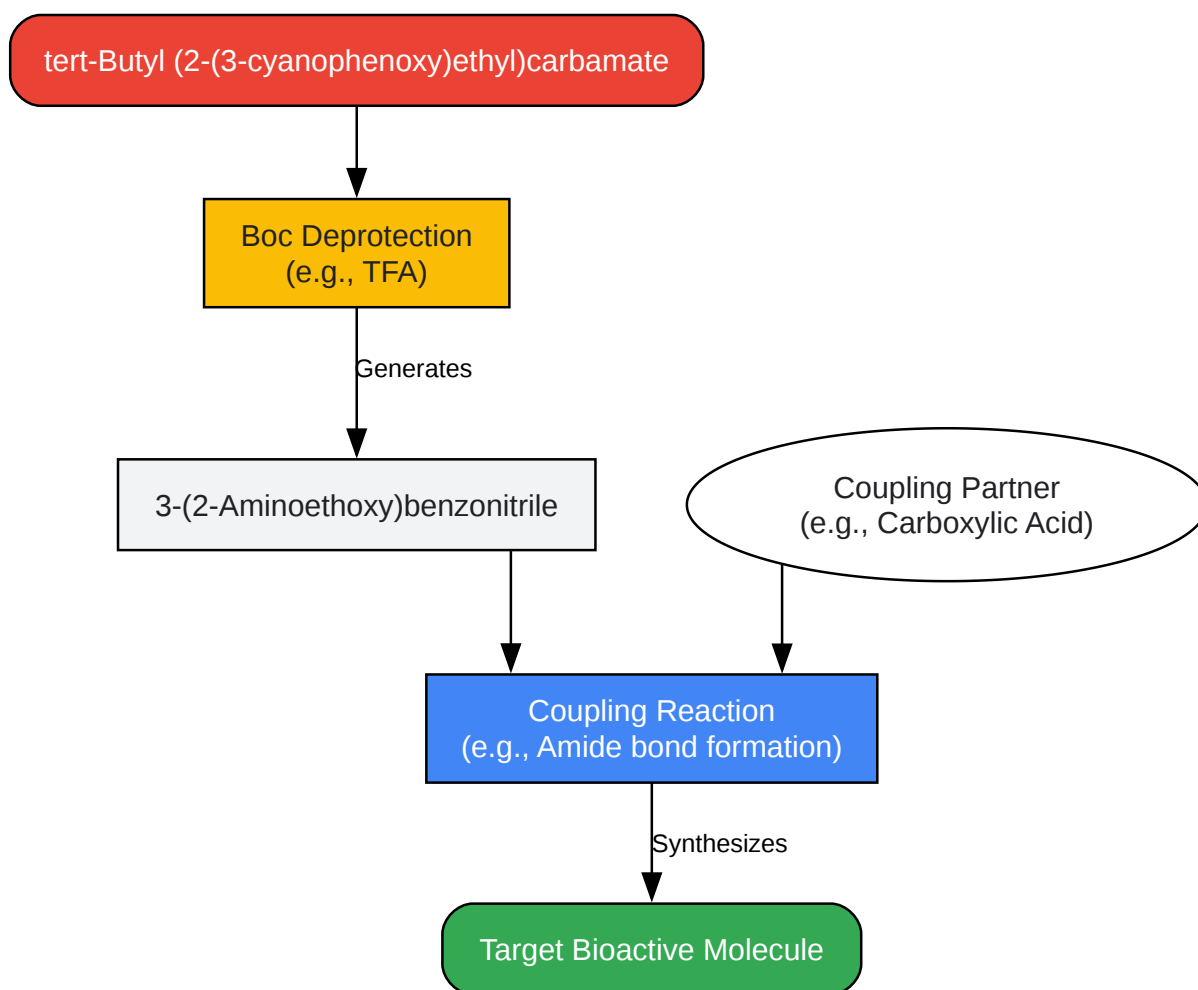 tert-Butyl (2-(3-cyanophenoxy)ethyl)carbamate
Boc Deprotection
(e.g., TFA)
Generates
3-(2-Aminoethoxy)benzonitrile
Coupling Partner
(e.g., Carboxylic Acid)
Coupling Reaction
(e.g., Amide bond formation)
Synthesizes
Target Bioactive Molecule